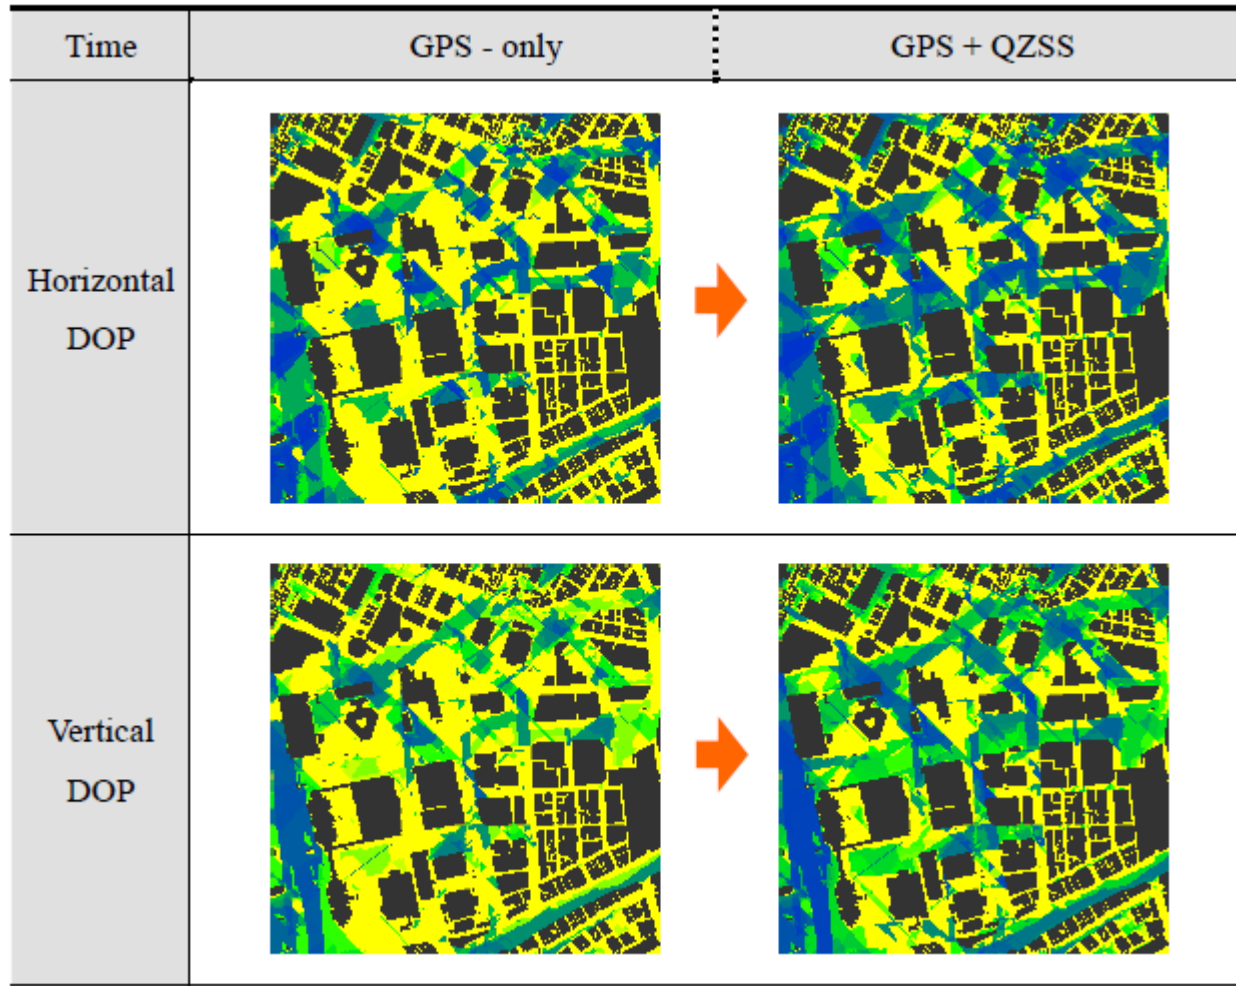 Time
GPS - only
GPS + QZSS
Horizontal
DOP
Vertical
DOP